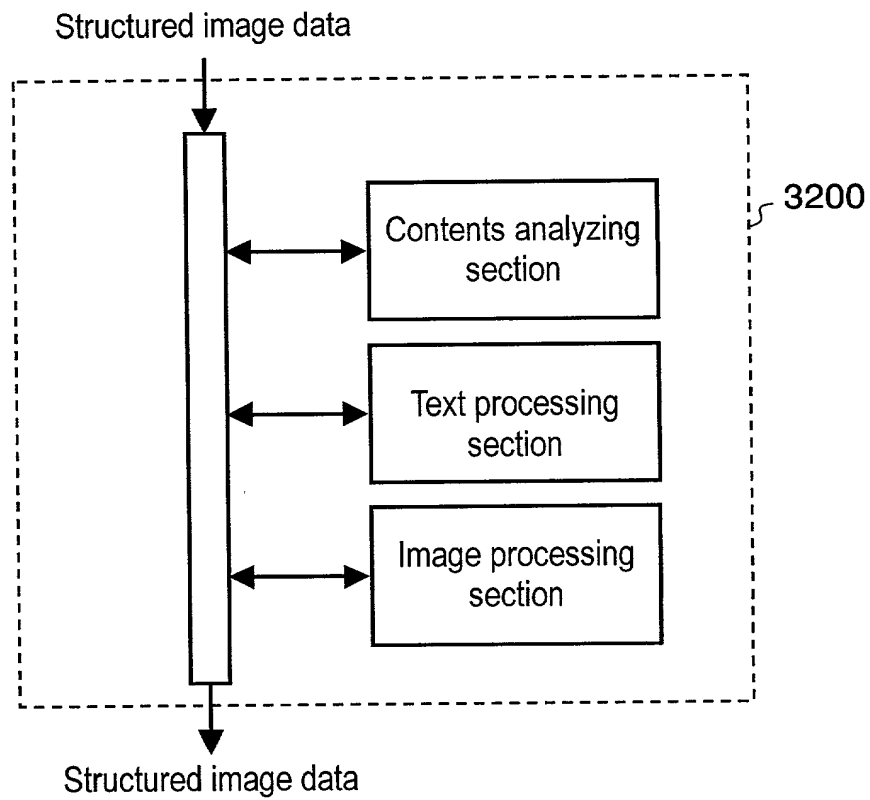 Structured image data
3200
Contents analyzing
section
Text processing
section
Image processing
section
Structured image data